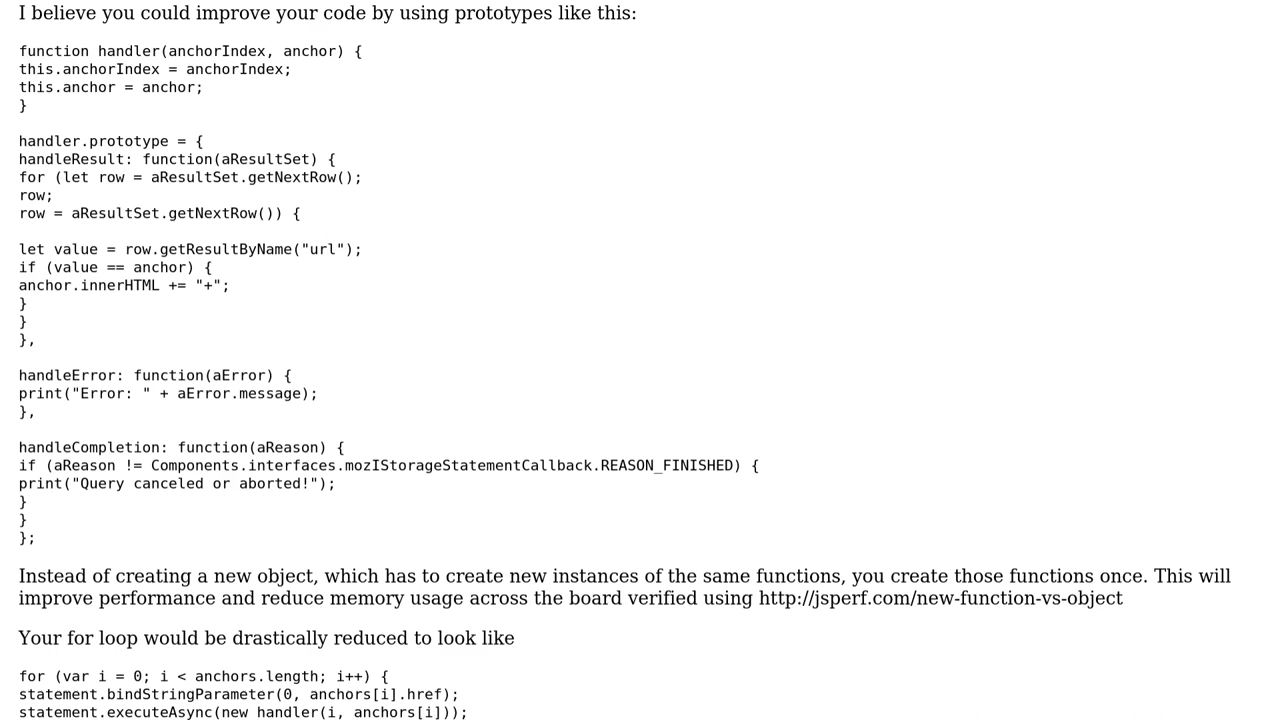 I believe you could improve your code by using prototypes like this:
function handler(anchorIndex, anchor) {
this.anchorIndex = anchorIndex;
this.anchor = anchor;
}
handler.prototype = {
handleResult: function(aResultSet) {
for (let row = aResultSet.getNextRow();
row;
row = aResultSet.getNextRow()) {
let value = row.getResultByName("url");
if (value == anchor) {
anchor.innerHTML += "+";
}
}
},
handleError: function(aError) {
print("Error: " + aError.message);
},
handleCompletion: function(aReason) {
if (aReason != Components.interfaces.mozIStorageStatementCallback.REASON_FINISHED) {
print("Query canceled or aborted!");
}
}
};
Instead of creating a new object, which has to create new instances of the same functions, you create those functions once. This will
improve performance and reduce memory usage across the board verified using http://jsperf.com/new-function-vs-object
Your for loop would be drastically reduced to look like
for (var i = 0; i < anchors.length; i++) {
statement.bindStringParameter(0, anchors[i].href);
statement.executeAsync(new handler(i, anchors[i]));